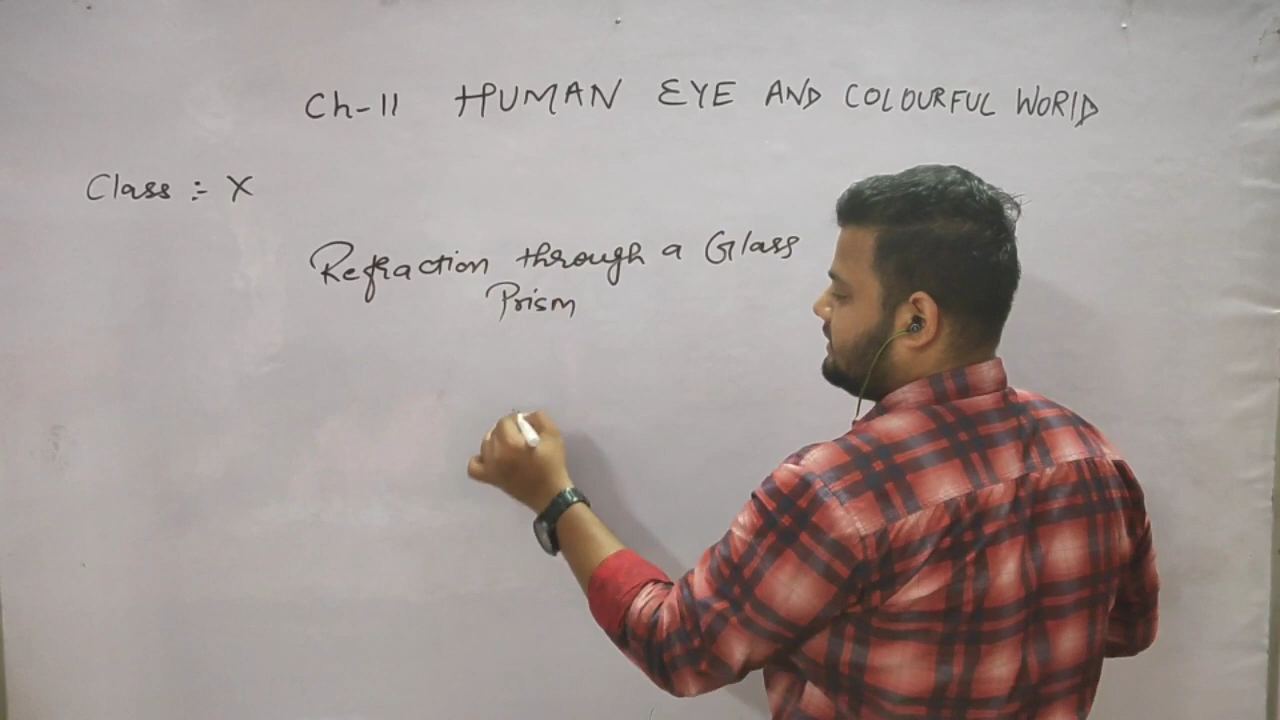 Ch-11 HUMAN EYE AND COLOURFUL WORLD
Class :- X
Refraction through a Glass
Prism